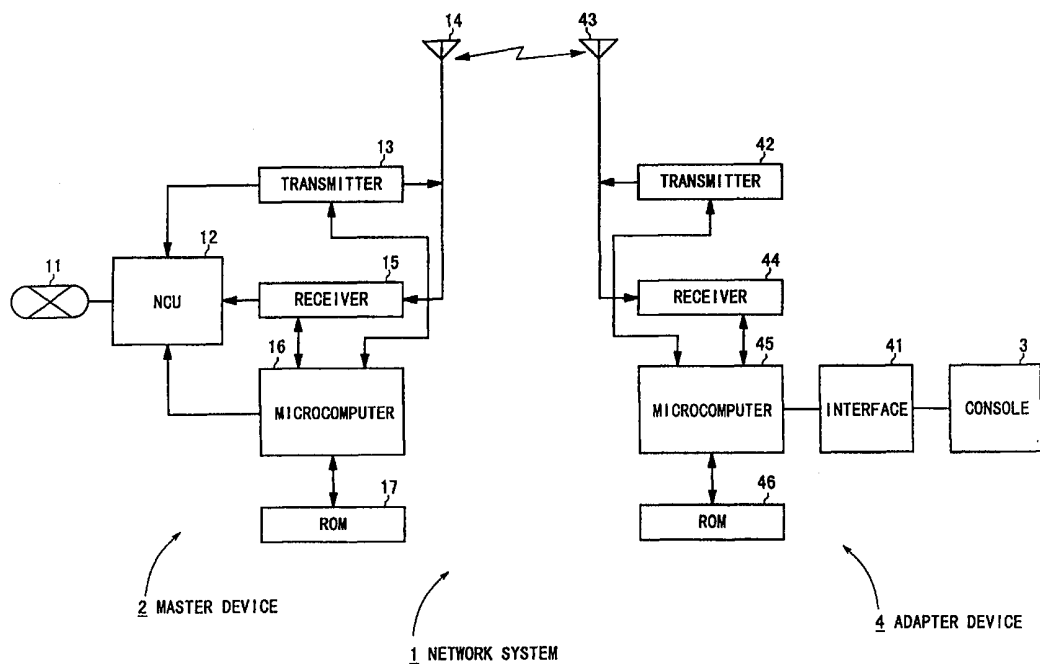 14
43
13
TRANSMITTER
42
TRANSMITTER
12
NCU
11
15
RECEIVER
44
RECEIVER
16
MICROCOMPUTER
45
MICROCOMPUTER
41
INTERFACE
3
CONSOLE
17
ROM
46
ROM
2 MASTER DEVICE
4 ADAPTER DEVICE
1 NETWORK SYSTEM